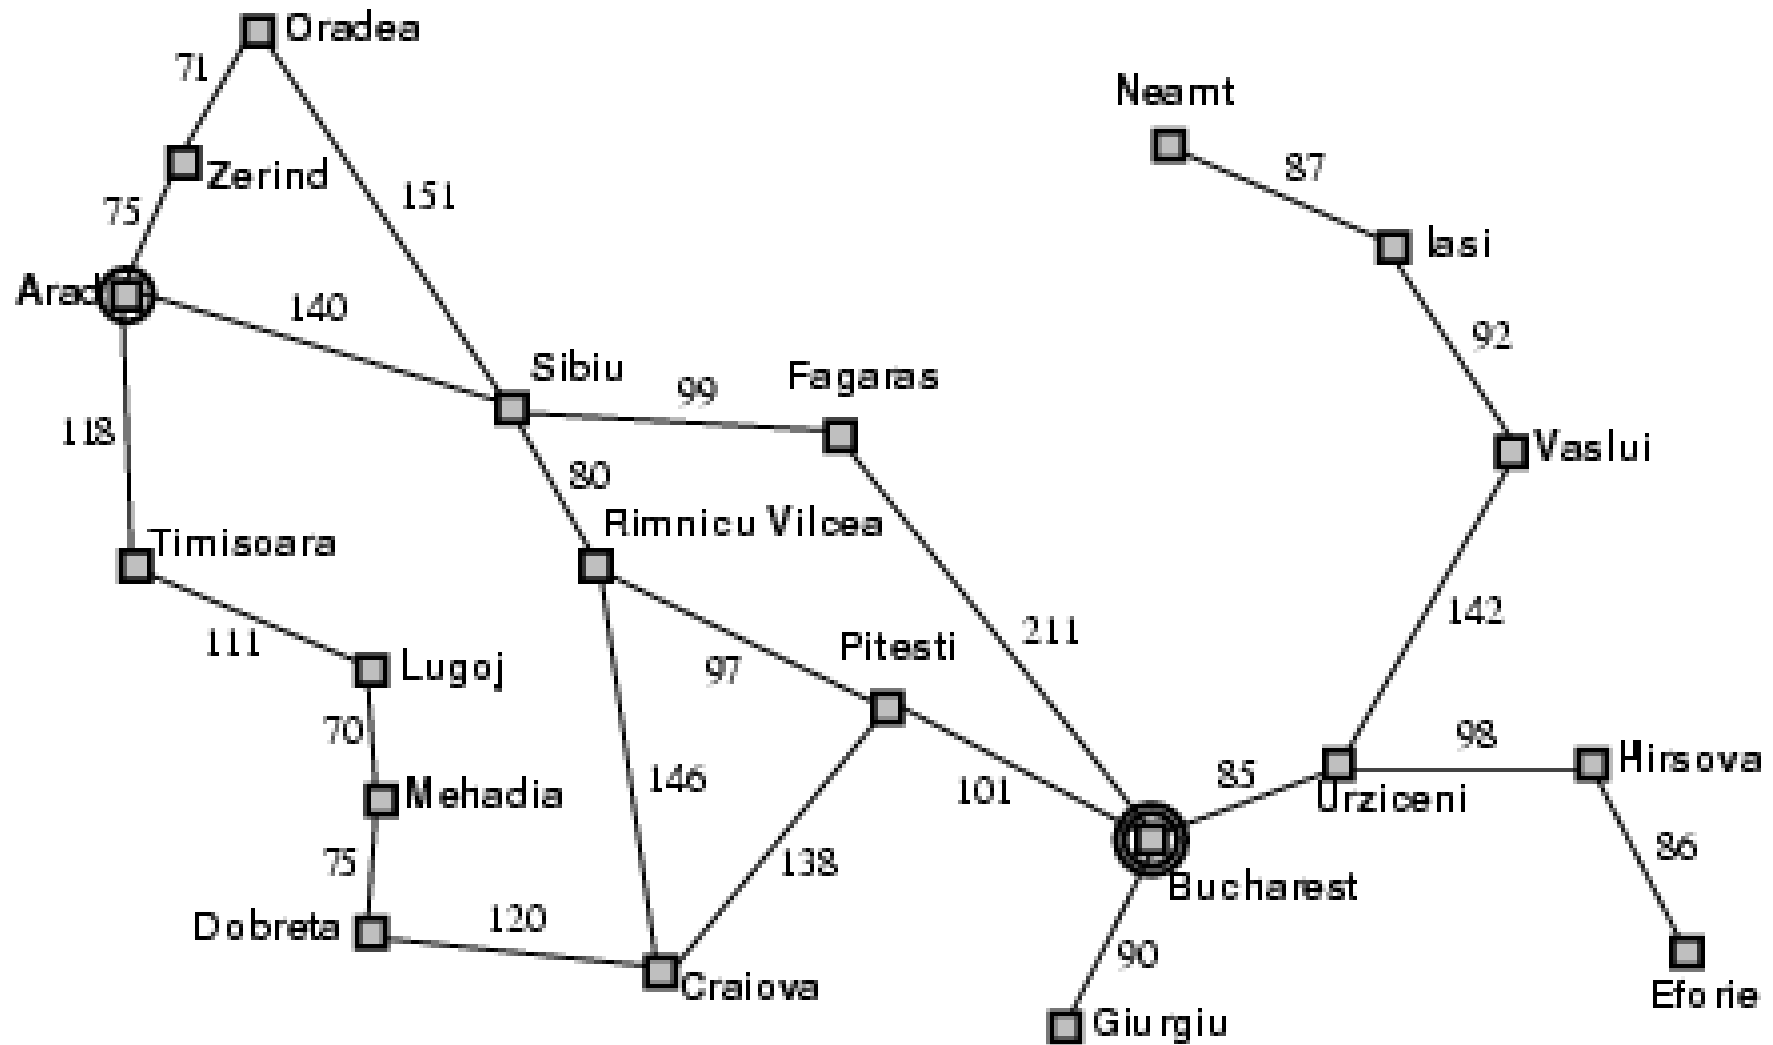 Oradea
71
Neamt
87
Zerind
151
75
Iasi
Arad
140
92
Sibiu
99
Fagaras
118
Vaslui
80
Rimnicu Vilcea
Timisoara
142
211
111
Lugoj
97
Pitesti
70
98
Hirsova
146
85
Mehadia
101
Urziceni
75
138
86
Bucharest
Dobreta
120
90
Craiova
Eforie
Giurgiu